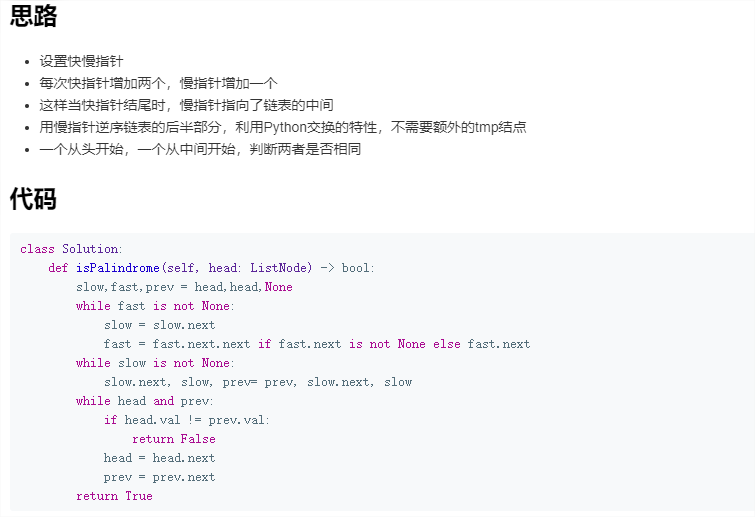 思路
设置快慢指针
每次快指针增加两个，慢指针增加一个
这样当快指针结尾时，慢指针指向了链表的中间
用慢指针逆序链表的后半部分，利用Python交换的特性，不需要额外的tmp结点
一个从头开始，一个从中间开始，判断两者是否相同
代码
class Solution:
    def isPalindrome(self, head: ListNode) -> bool:
        slow,fast,prev = head,head,None
        while fast is not None:
            slow = slow.next
            fast = fast.next.next if fast.next is not None else fast.next
        while slow is not None:
            slow.next, slow, prev= prev, slow.next, slow
        while head and prev:
            if head.val != prev.val:
                return False
            head = head.next
            prev = prev.next
        return True